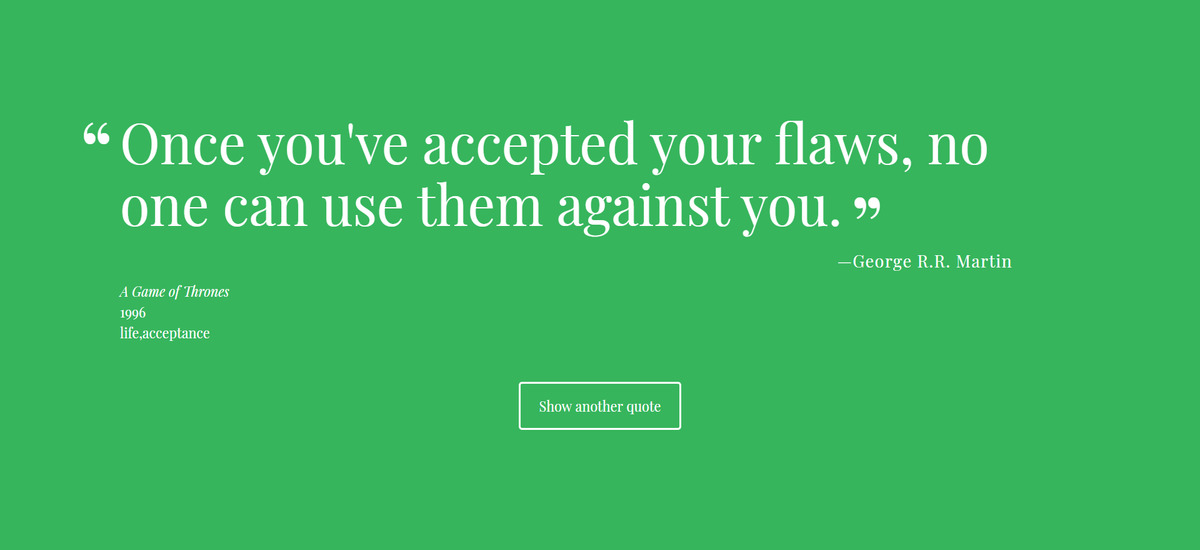 “Once you've accepted your flaws, no
one can use them against you.”
—George R.R. Martin
A Game of Thrones
1996
life,acceptance
Show another quote